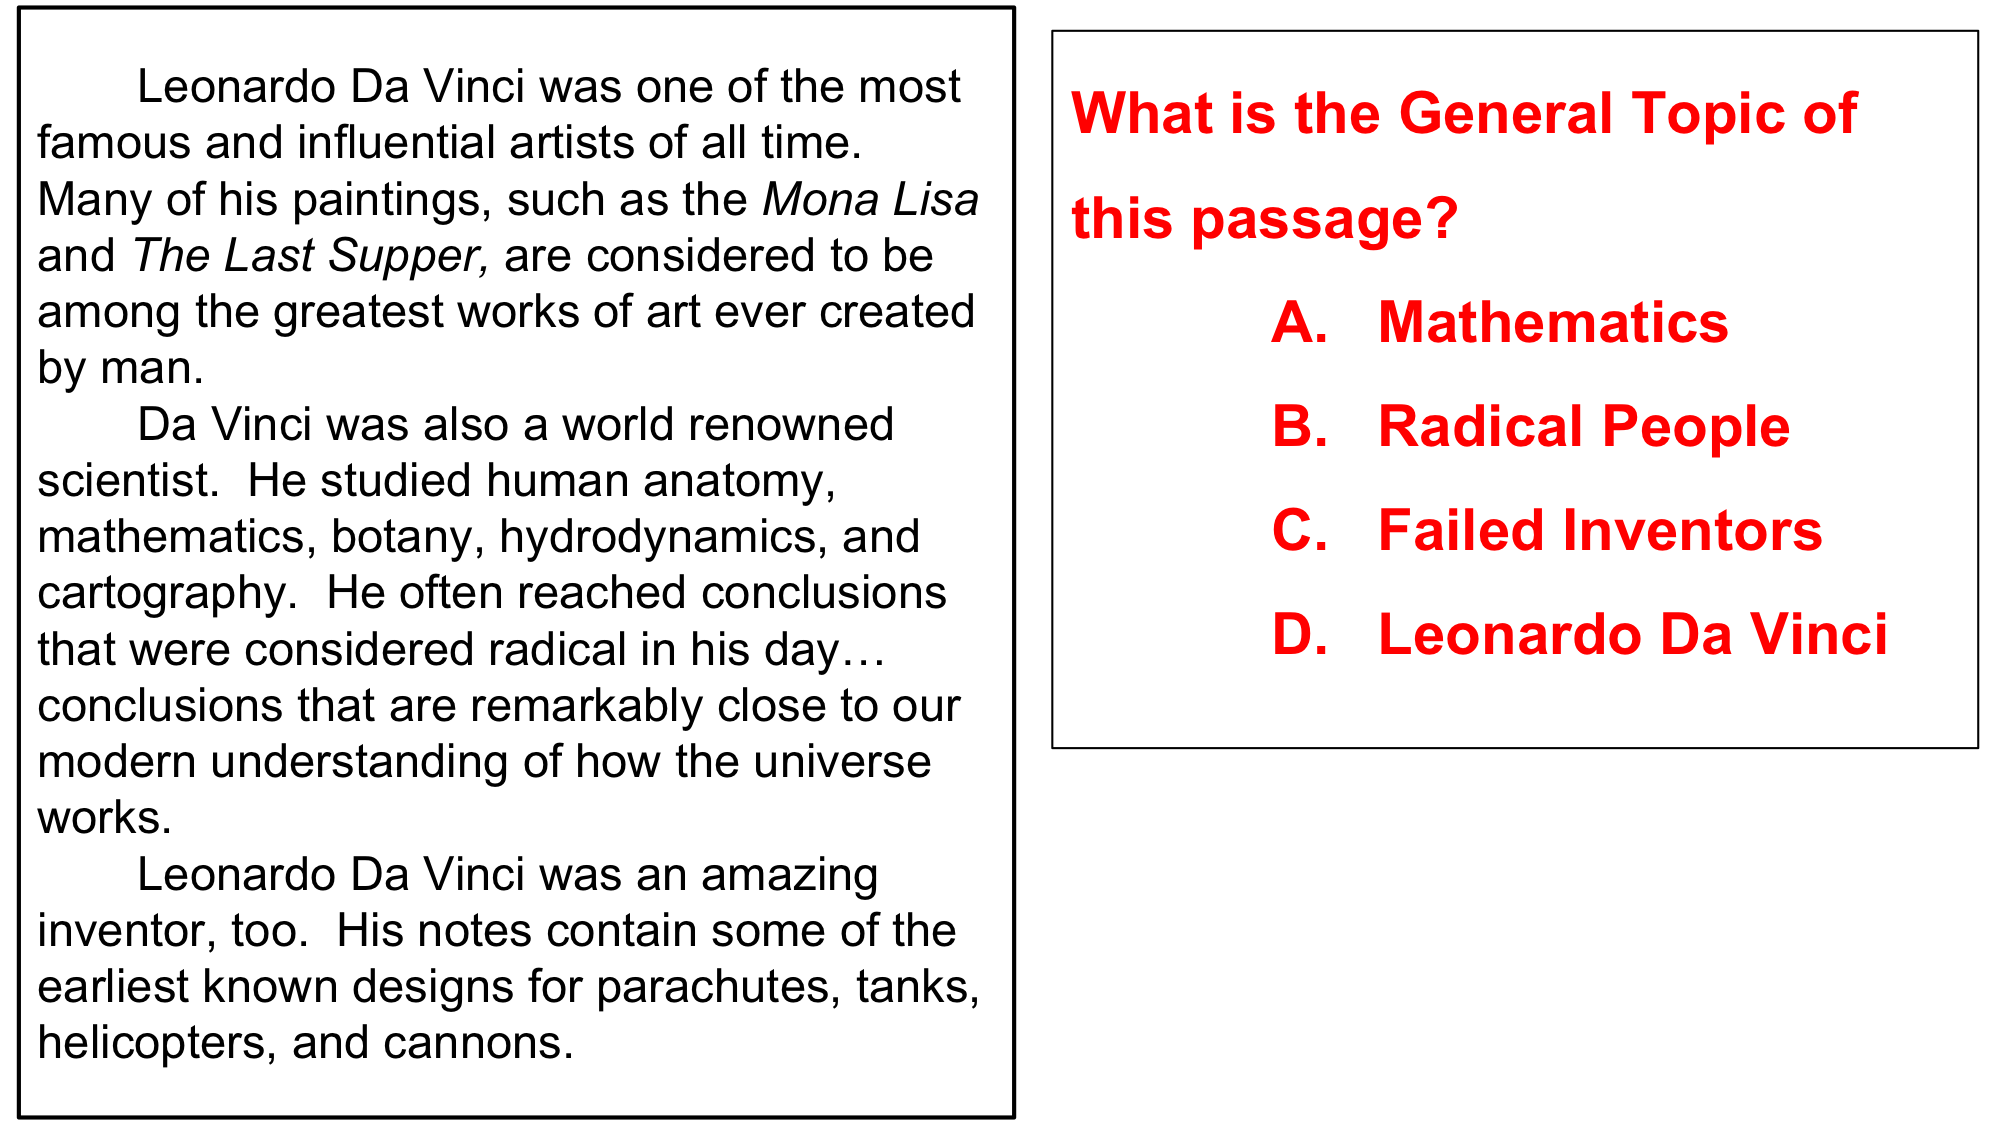 Leonardo Da Vinci was one of the most
famous and influential artists of all time.
Many of his paintings, such as the Mona Lisa
and The Last Supper, are considered to be
among the greatest works of art ever created
by man.
Da Vinci was also a world renowned
scientist.  He studied human anatomy,
mathematics, botany, hydrodynamics, and
cartography.  He often reached conclusions
that were considered radical in his day…
conclusions that are remarkably close to our
modern understanding of how the universe
works.
Leonardo Da Vinci was an amazing
inventor, too.  His notes contain some of the
earliest known designs for parachutes, tanks,
helicopters, and cannons.
What is the General Topic of
this passage?
A. Mathematics
B. Radical People
C. Failed Inventors
D. Leonardo Da Vinci